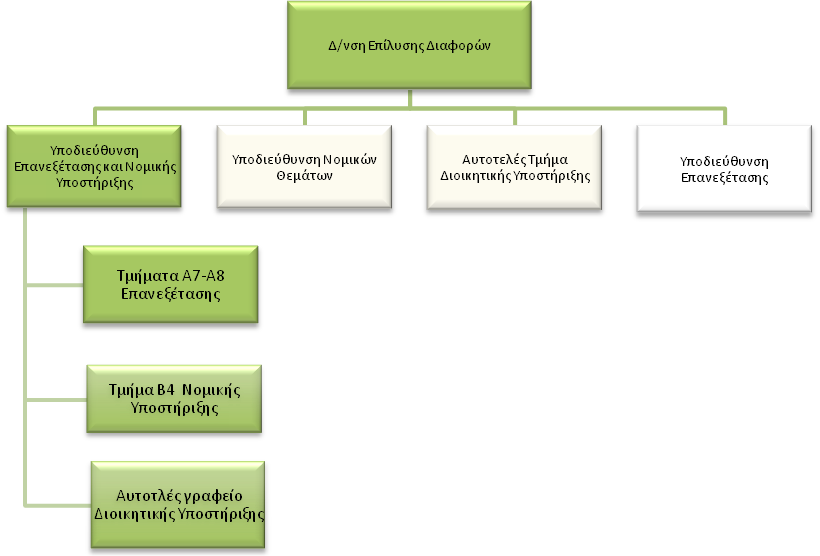 Δ/νση Επίλυσης Διαφορών
Υποδιεύθυνση
Επανεξέτασης και Νομικής
Υποστήριξης
Υποδιεύθυνση Νομικών
Θεμάτων
Αυτοτελές Τμήμα
Διοικητικής Υποστήριξης
Υποδιεύθυνση
Επανεξέτασης
Τμήματα Α7-Α8
Επανεξέτασης
Τμήμα Β4 Νομικής
Υποστήριξης
Αυτοτλές γραφείο
Διοικητικής Υποστήριξης